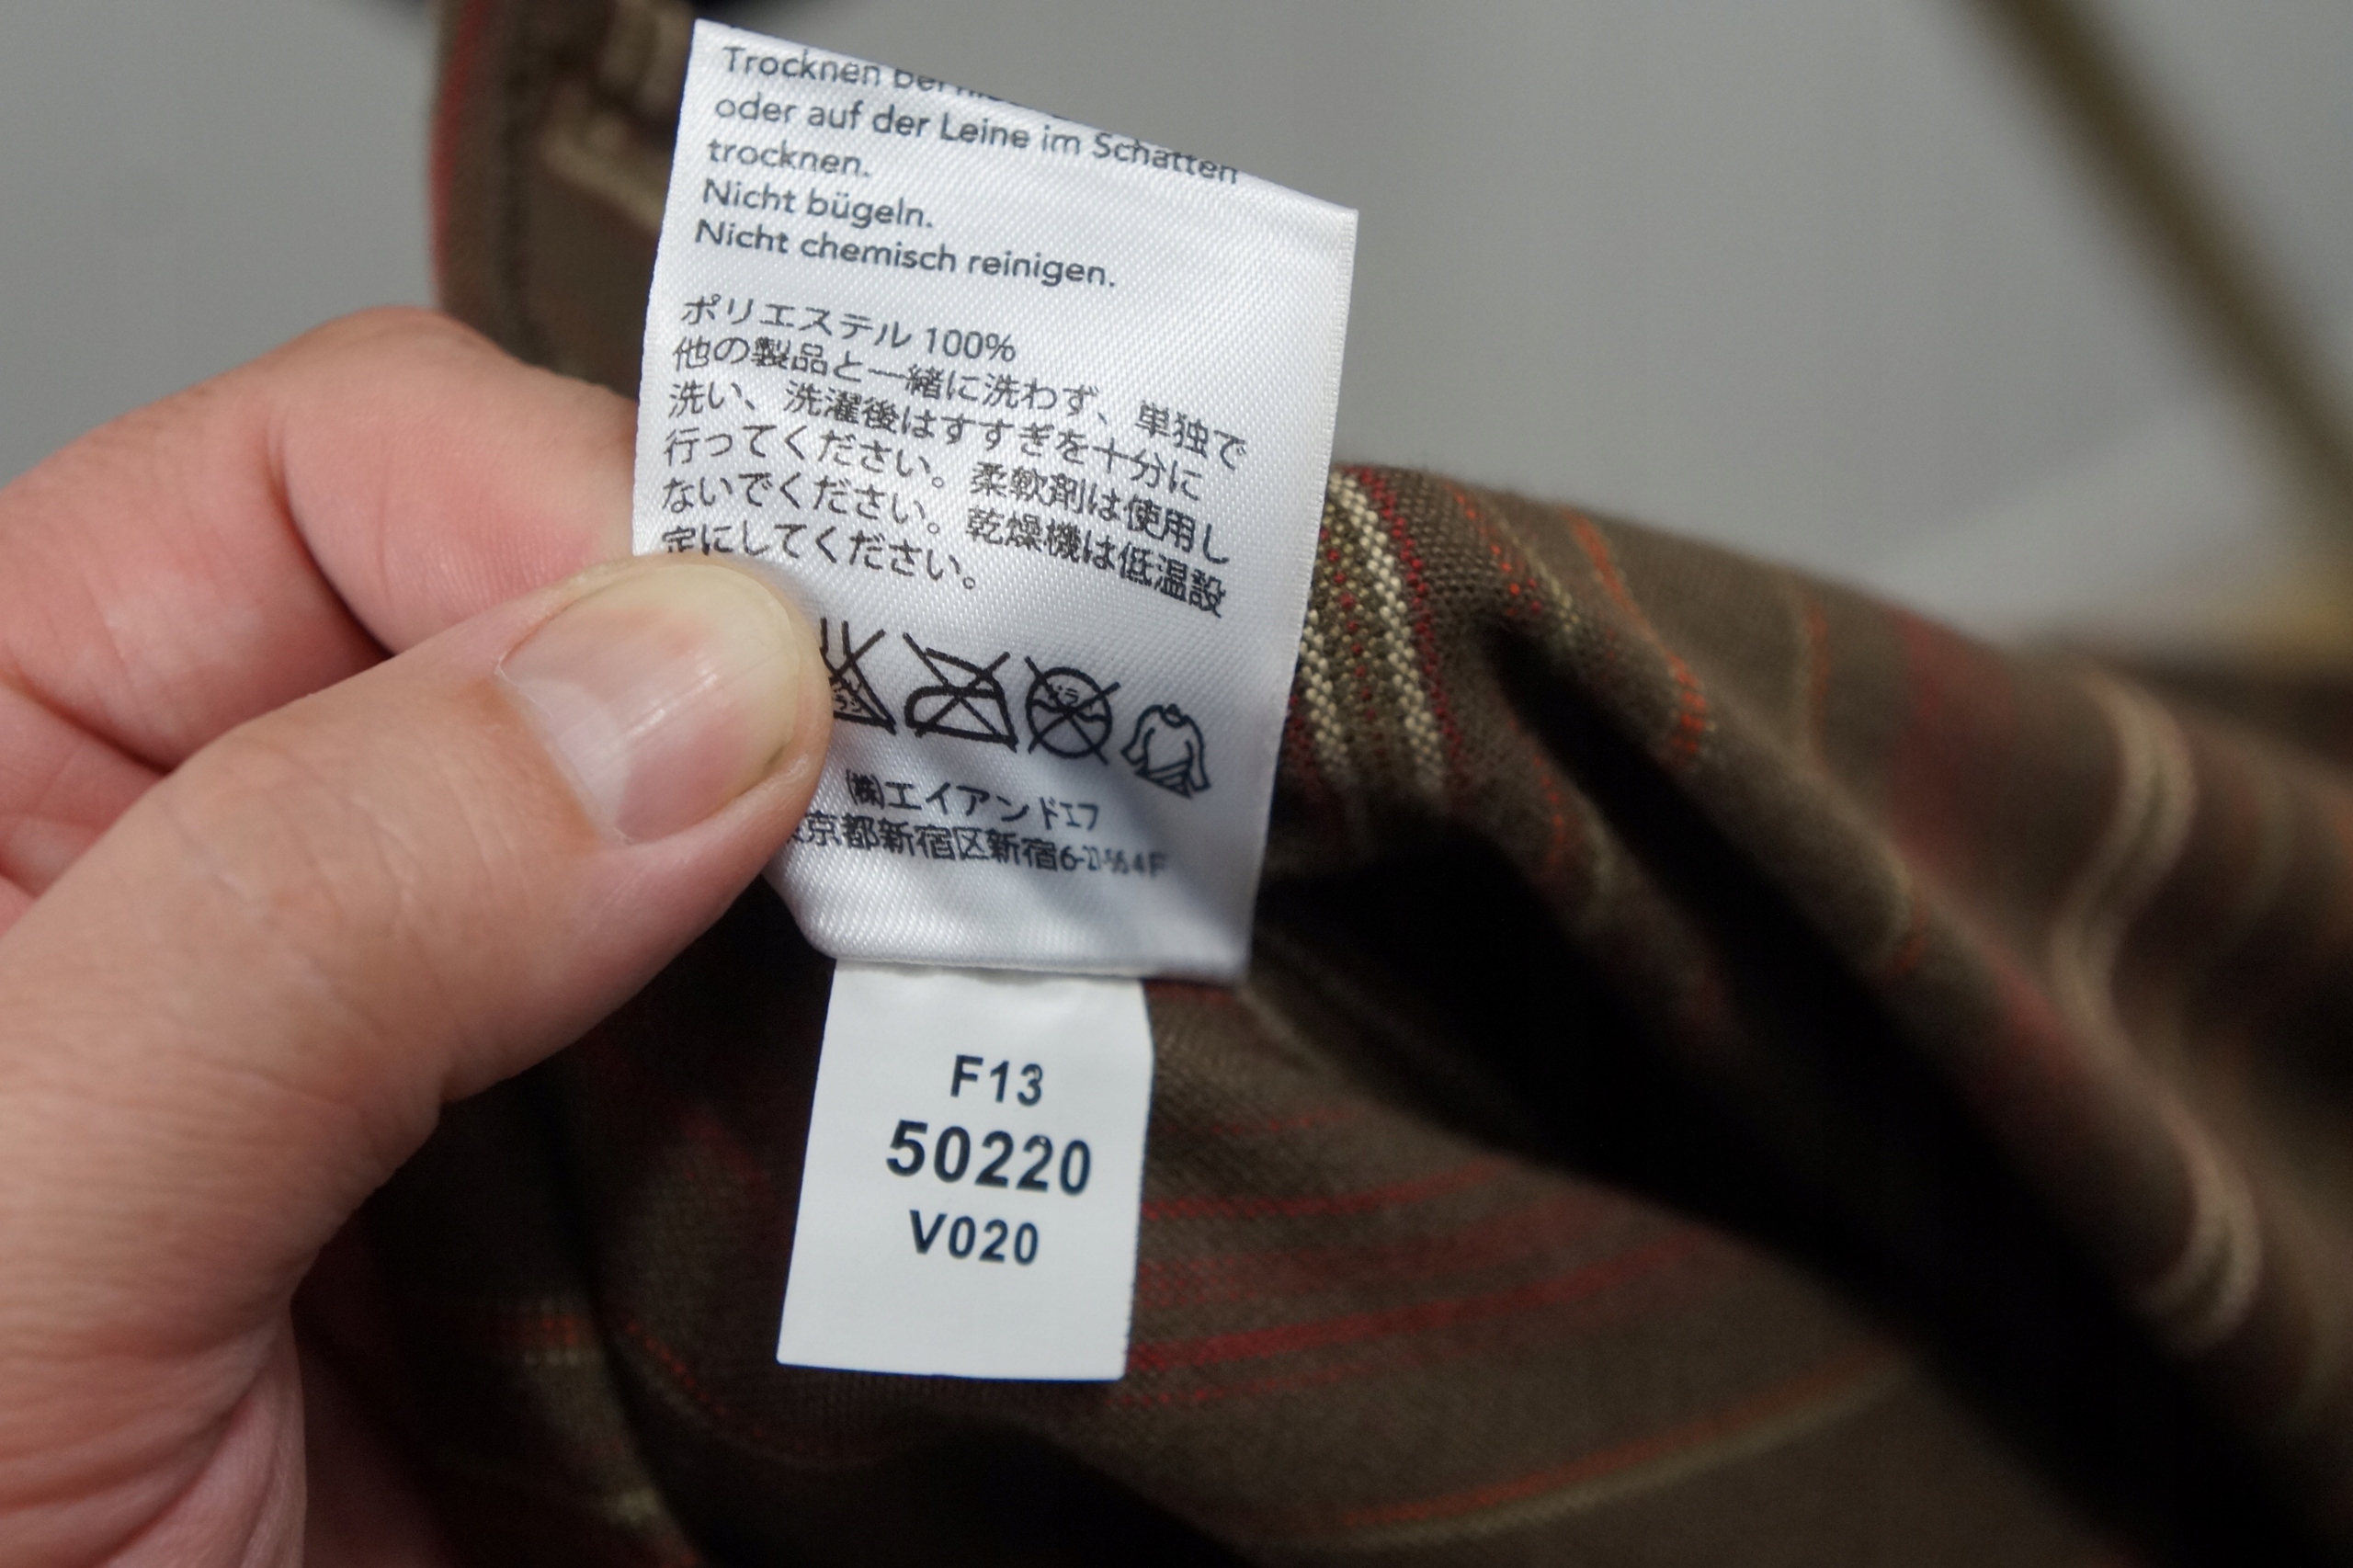 Trocknen bei
oder auf der Leine im Schatten
trocknen.
Nicht bügeln.
Nicht chemisch reinigen.
ポリエステル 100%
他の製品と一緒に洗わず、単独で
洗い、洗濯後はすすぎを十分に
行ってください。柔軟剤は使用し
ないでください。乾燥機は低温設
定にしてください。
㈱エイアンドエフ
京都新宿区新宿
F13
50220
V020